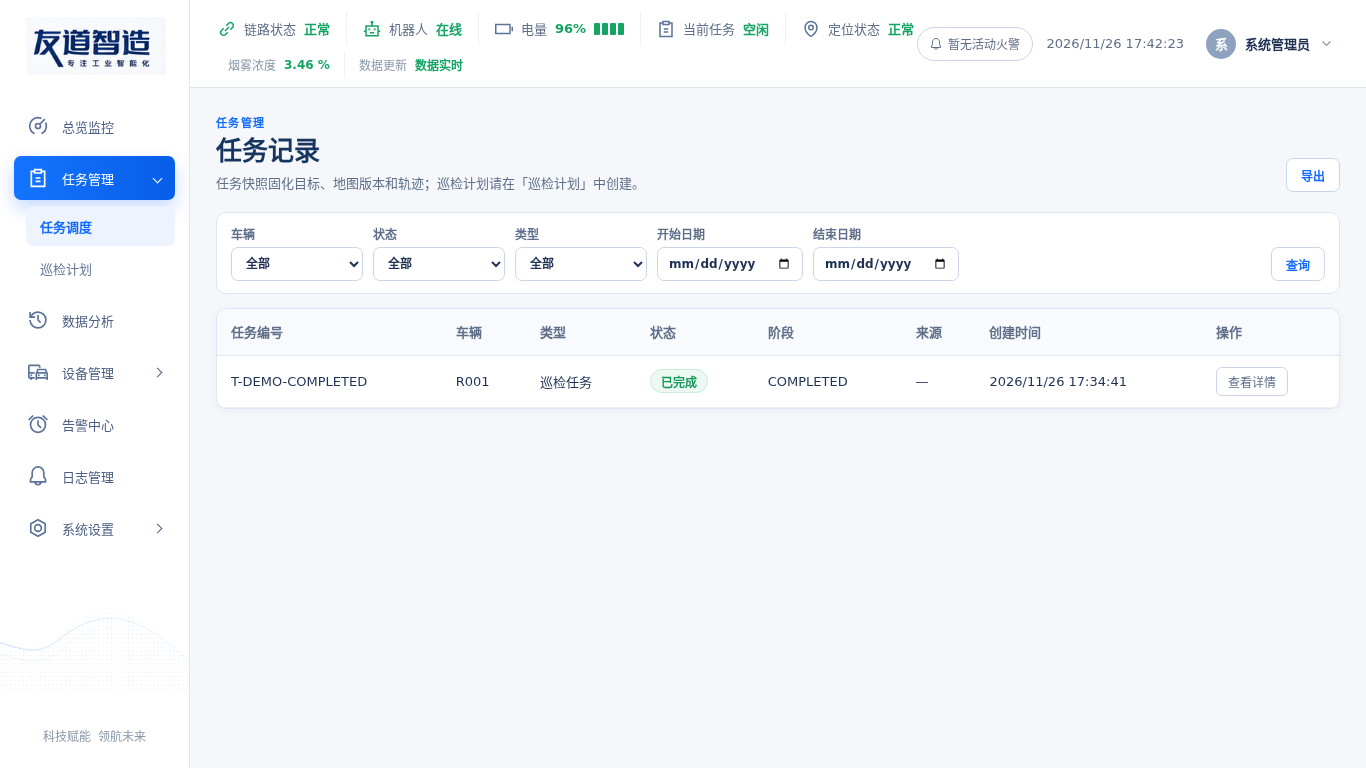 友道智造
专注工业智能化
链路状态 正常
机器人 在线
电量 96%
当前任务 空闲
定位状态 正常
烟雾浓度 3.46 %
数据更新 数据实时
暂无活动火警
2026/11/26 17:42:23
系 系统管理员
总览监控
任务管理
任务调度
巡检计划
数据分析
设备管理
告警中心
日志管理
系统设置
科技赋能 领航未来
任务管理
任务记录
任务快照固化目标、地图版本和轨迹；巡检计划请在「巡检计划」中创建。
导出
车辆 状态 类型 开始日期 结束日期
全部 全部 全部 mm/dd/yyyy mm/dd/yyyy 查询
任务编号 车辆 类型 状态 阶段 来源 创建时间 操作
T-DEMO-COMPLETED R001 巡检任务 已完成 COMPLETED — 2026/11/26 17:34:41 查看详情